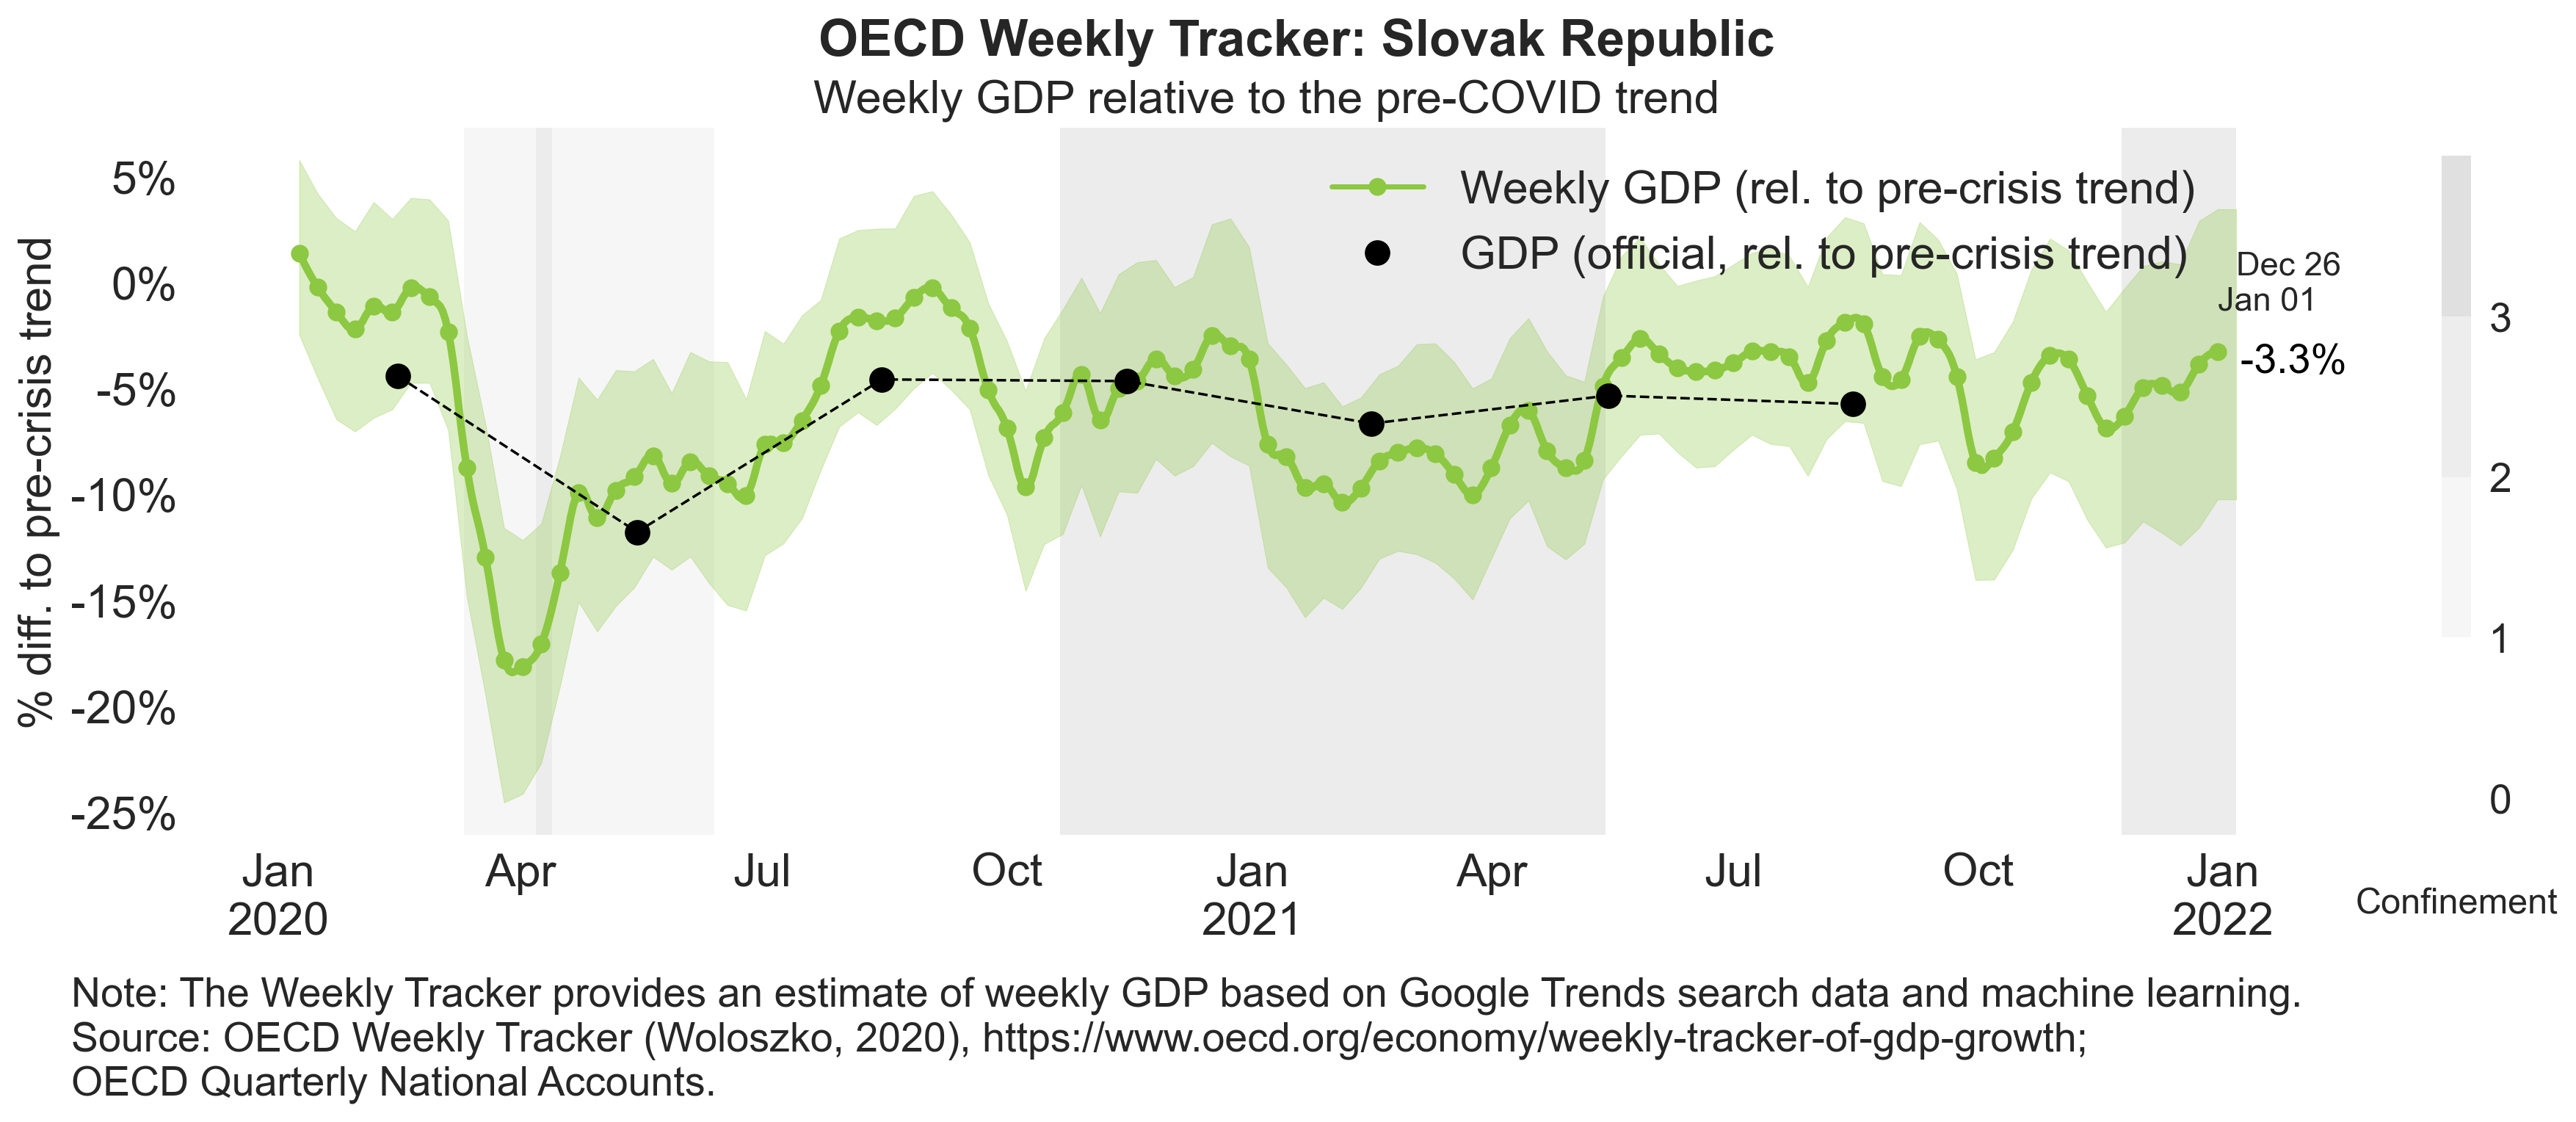 OECD Weekly Tracker: Slovak Republic
Weekly GDP relative to the pre-COVID trend
% diff. to pre-crisis trend
5%
0%
-5%
-10%
-15%
-20%
-25%
Weekly GDP (rel. to pre-crisis trend)
GDP (official, rel. to pre-crisis trend)
Dec 26
Jan 01
-3.3%
3
2
1
0
Confinement
Jan Apr Jul Oct Jan Apr Jul Oct Jan
2020 2021 2022
Note: The Weekly Tracker provides an estimate of weekly GDP based on Google Trends search data and machine learning.
Source: OECD Weekly Tracker (Woloszko, 2020), https://www.oecd.org/economy/weekly-tracker-of-gdp-growth;
OECD Quarterly National Accounts.